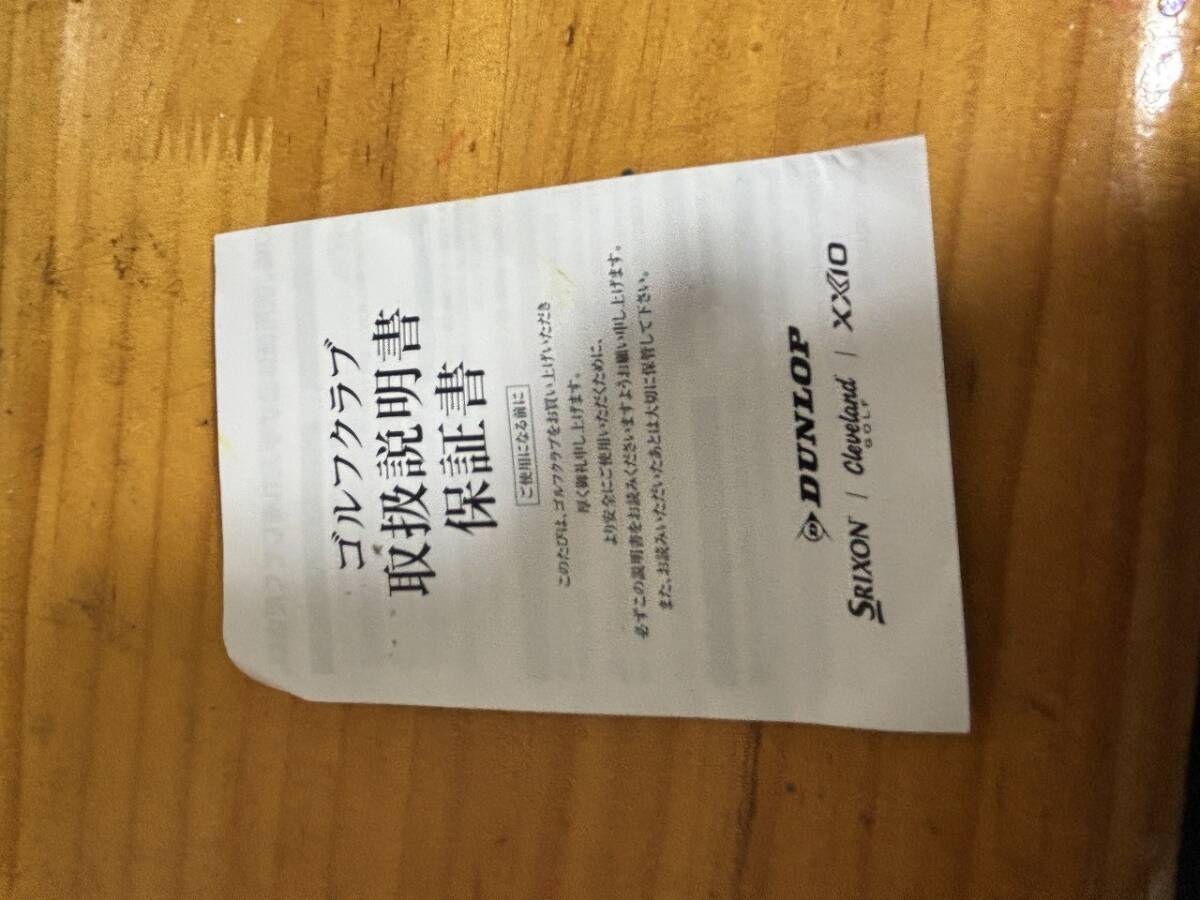 ゴルフクラブ
取扱説明書
保証書
ご使用になる前に
このたびは、ゴルフクラブをお買い上げいただき
厚く御礼申し上げます。
より安全にご使用いただくために、
必ずこの説明書をお読みくださいますようお願い申し上げます。
また、お読みいただいたあとは大切に保管して下さい。
DUNLOP
SRIXON | Cleveland GOLF | XXIO